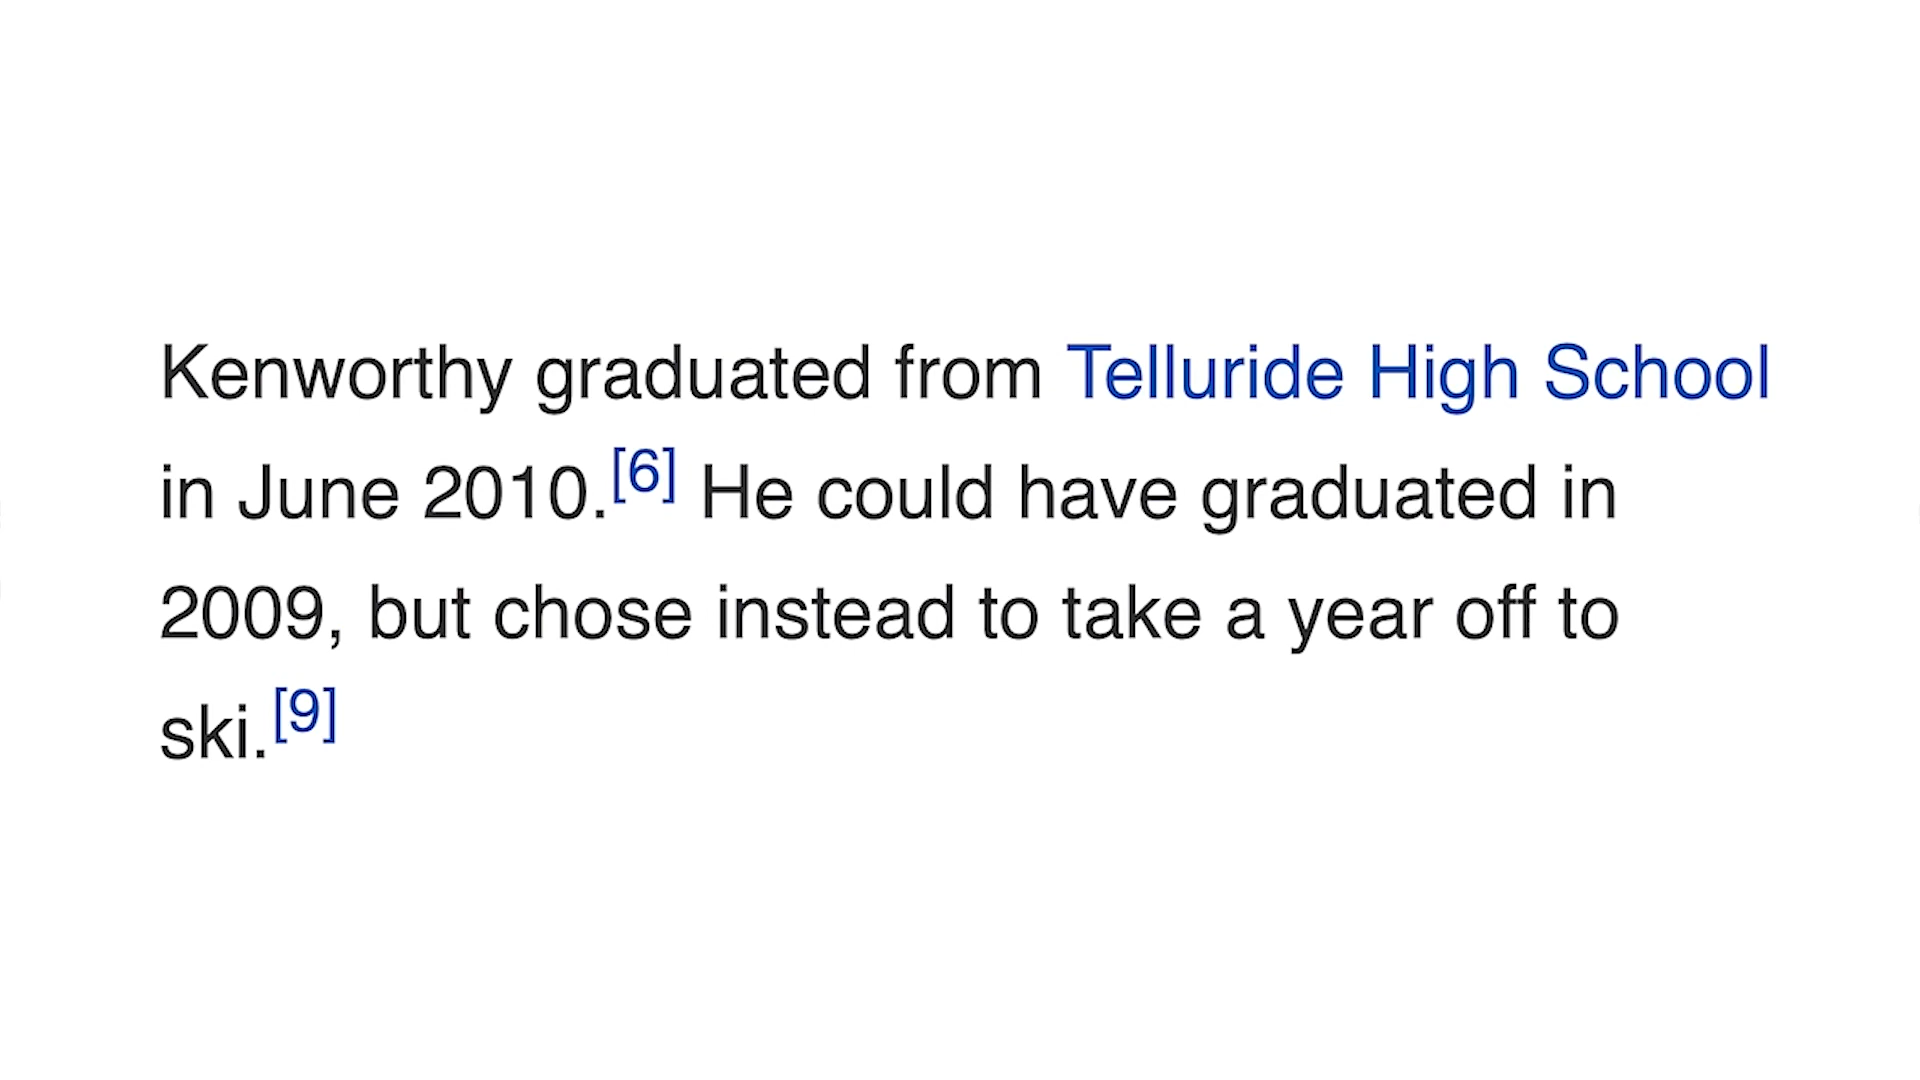 Kenworthy graduated from Telluride High School
in June 2010.[6] He could have graduated in
2009, but chose instead to take a year off to
ski.[9]